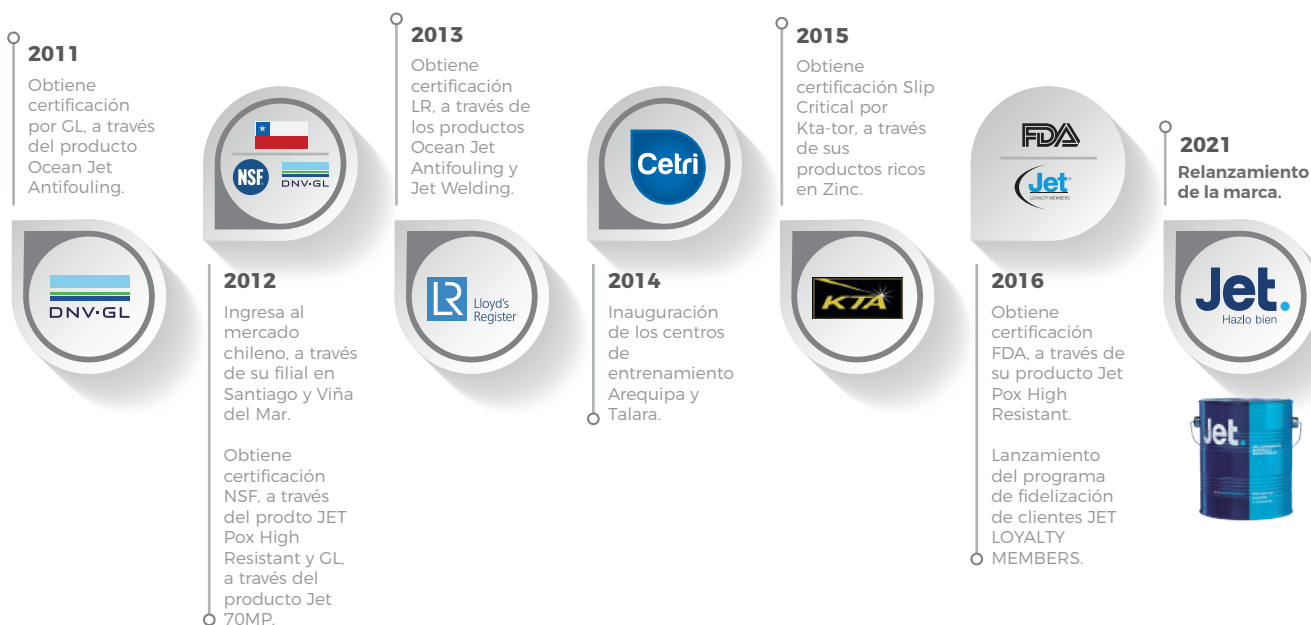 2011
Obtiene
certificación
por GL, a través
del producto
Ocean Jet
Antifouling.
DNV·GL
NSF.
DNV·GL
2012
Ingresa al
mercado
chileno, a través
de su filial en
Santiago y Viña
del Mar.
Obtiene
certificación
NSF, a través
del prodto JET
Pox High
Resistant y GL,
a través del
producto Jet
70MP.
2013
Obtiene
certificación
LR, a través de
los productos
Ocean Jet
Antifouling y
Jet Welding.
LR
Lloyd's
Register
Cetri
2014
Inauguración
de los centros
de
entrenamiento
Arequipa y
Talara.
2015
Obtiene
certificación Slip
Critical por
Kta-tor, a través
de sus
productos ricos
en Zinc.
KTA
FDA
Jet
LOYALTY MEMBERS
2016
Obtiene
certificación
FDA, a través de
su producto Jet
Pox High
Resistant.
Lanzamiento
del programa
de fidelización
de clientes JET
LOYALTY
MEMBERS.
2021
Relanzamiento
de la marca.
Jet.
Hazlo bien
Jet.